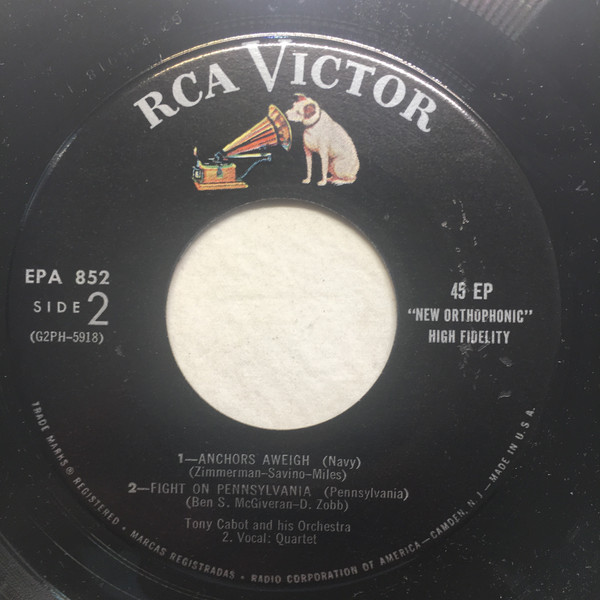 RCA VICTOR
EPA 852
SIDE 2
(G2PH-5918)
45 EP
"NEW ORTHOPHONIC"
HIGH FIDELITY
1—ANCHORS AWEIGH (Navy)
(Zimmerman-Savino-Miles)
2—FIGHT ON PENNSYLVANIA (Pennsylvania)
(Ben S. McGiveran-D. Zobb)
Tony Cabot and his Orchestra
2. Vocal: Quartet
TRADE MARKS ® REGISTERED • MARCAS REGISTRADAS • RADIO CORPORATION OF AMERICA—CAMDEN, N. J.—MADE IN U.S.A.